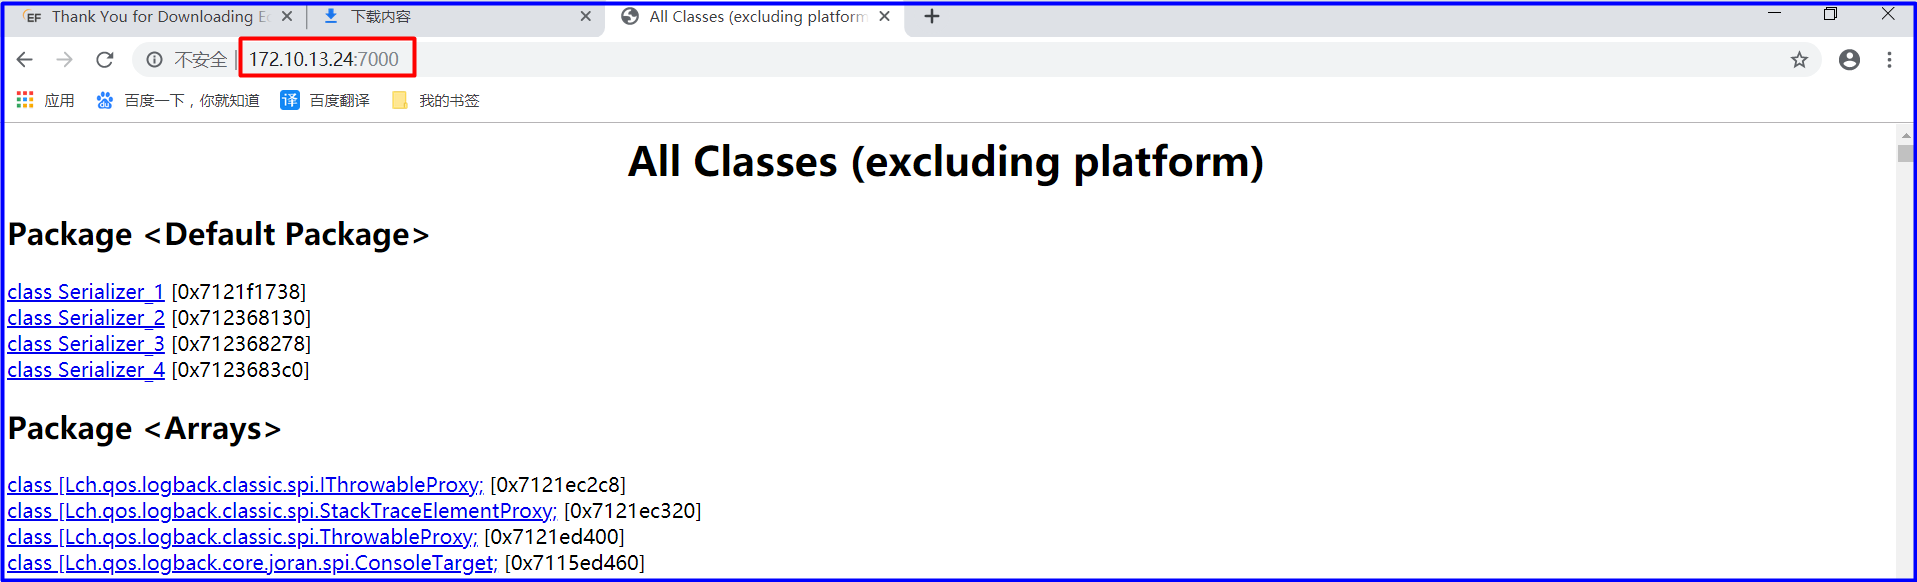 EF Thank You for Downloading Ec
下载内容
All Classes (excluding platform
不安全 | 172.10.13.24:7000
应用 百度一下，你就知道 译 百度翻译 我的书签
All Classes (excluding platform)
Package <Default Package>
class Serializer_1 [0x7121f1738]
class Serializer_2 [0x712368130]
class Serializer_3 [0x712368278]
class Serializer_4 [0x7123683c0]
Package <Arrays>
class [Lch.qos.logback.classic.spi.IThrowableProxy; [0x7121ec2c8]
class [Lch.qos.logback.classic.spi.StackTraceElementProxy; [0x7121ec320]
class [Lch.qos.logback.classic.spi.ThrowableProxy; [0x7121ed400]
class [Lch.qos.logback.core.joran.spi.ConsoleTarget; [0x7115ed460]